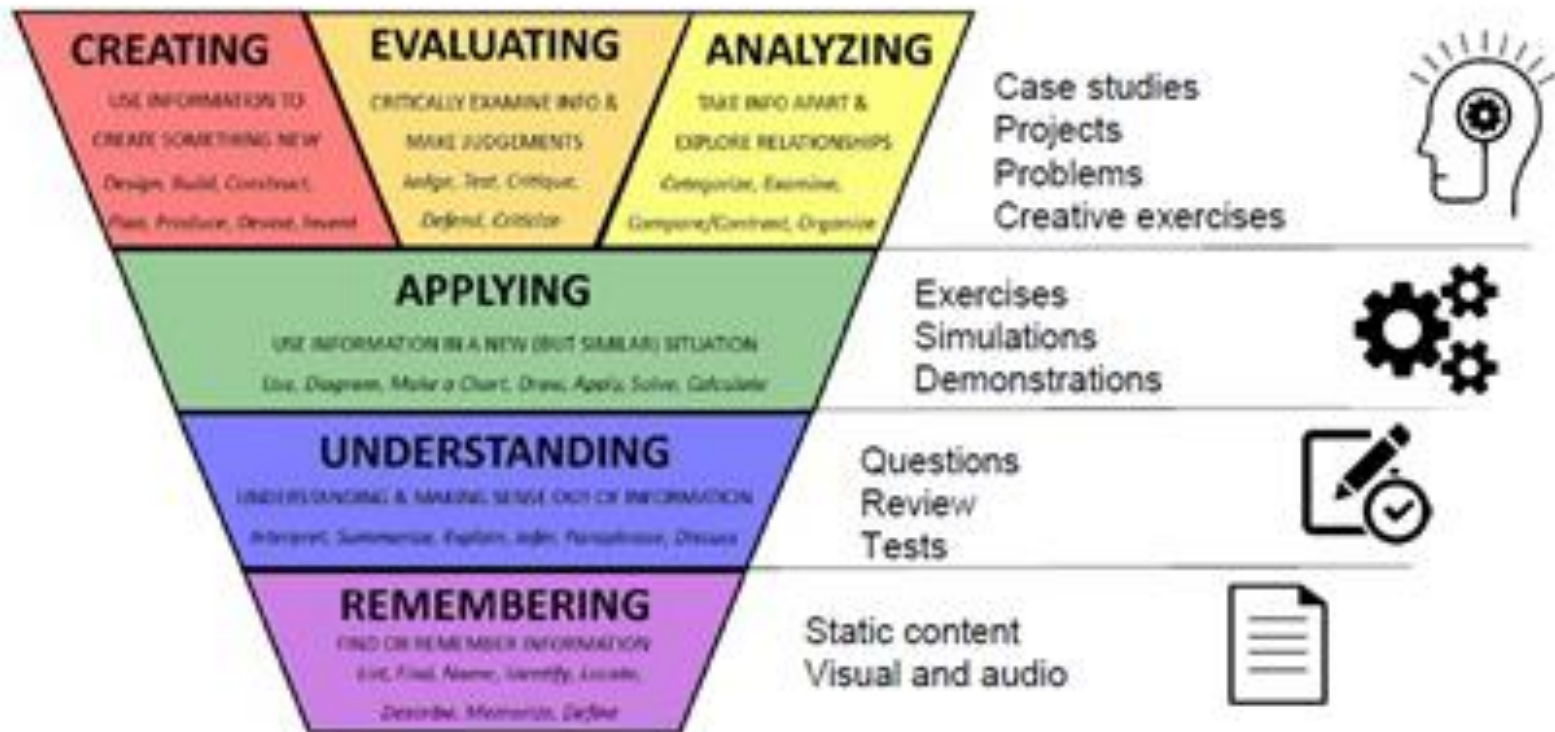 CREATING
USE INFORMATION TO
CREATE SOMETHING NEW
Design, Build, Construct,
Plan, Produce, Devise, Invent
EVALUATING
CRITICALLY EXAMINE INFO &
MAKE JUDGEMENTS
Judge, Test, Critique,
Defend, Criticize
ANALYZING
TAKE INFO APART &
EXPLORE RELATIONSHIPS
Categorize, Examine,
Compare/Contrast, Organize
Case studies
Projects
Problems
Creative exercises
APPLYING
USE INFORMATION IN A NEW (BUT SIMILAR) SITUATION
Use, Diagram, Make a Chart, Draw, Apply, Solve, Calculate
Exercises
Simulations
Demonstrations
UNDERSTANDING
UNDERSTANDING & MAKING SENSE OUT OF INFORMATION
Interpret, Summarize, Explain, Infer, Paraphrase, Discuss
Questions
Review
Tests
REMEMBERING
FIND OR REMEMBER INFORMATION
List, Find, Name, Identify, Locate,
Describe, Memorize, Define
Static content
Visual and audio